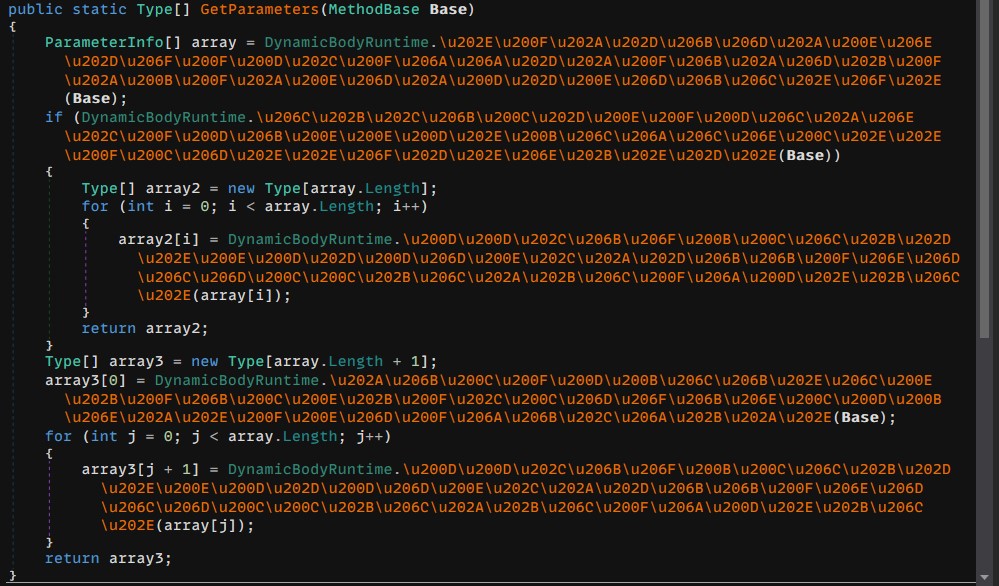 public static Type[] GetParameters(MethodBase Base)
{
ParameterInfo[] array = DynamicBodyRuntime.\u202E\u200F\u202A\u202D\u206B\u206D\u202A\u200E\u206E
\u202D\u206F\u200F\u200D\u202C\u200F\u206A\u206A\u202D\u202A\u200F\u206B\u202A\u206D\u202B\u200F
\u202A\u200B\u200F\u202A\u200E\u206D\u202A\u200D\u202D\u200E\u206D\u206B\u206C\u202E\u206F\u202E
(Base);
if (DynamicBodyRuntime.\u206C\u202B\u202C\u206B\u200C\u202D\u200E\u200F\u200D\u206C\u202A\u206E
\u202C\u200F\u200D\u206B\u200E\u200E\u200D\u202E\u200B\u206C\u206A\u206C\u206E\u200C\u202E\u202E
\u200F\u200C\u206D\u202E\u202E\u206F\u202D\u202E\u206E\u202B\u202E\u202D\u202E(Base))
{
Type[] array2 = new Type[array.Length];
for (int i = 0; i < array.Length; i++)
{
array2[i] = DynamicBodyRuntime.\u200D\u200D\u202C\u206B\u206F\u200B\u200C\u206C\u202B\u202D
\u202E\u200E\u200D\u202D\u200D\u206D\u200E\u202C\u202A\u202D\u206B\u206B\u200F\u206E\u206D
\u206C\u206D\u200C\u200C\u202B\u206C\u202A\u202B\u206C\u200F\u206A\u200D\u202E\u202B\u206C
\u202E(array[i]);
}
return array2;
}
Type[] array3 = new Type[array.Length + 1];
array3[0] = DynamicBodyRuntime.\u202A\u206B\u200C\u200F\u200D\u200B\u206C\u206B\u202E\u206C\u200E
\u202B\u200F\u206B\u200C\u200E\u202B\u200F\u202C\u200C\u206D\u206F\u206B\u206E\u200C\u200D\u200B
\u206E\u202A\u202E\u200F\u200E\u206D\u200F\u206A\u206B\u202C\u206A\u202B\u202A\u202E(Base);
for (int j = 0; j < array.Length; j++)
{
array3[j + 1] = DynamicBodyRuntime.\u200D\u200D\u202C\u206B\u206F\u200B\u200C\u206C\u202B\u202D
\u202E\u200E\u200D\u202D\u200D\u206D\u200E\u202C\u202A\u202D\u206B\u206B\u200F\u206E\u206D
\u206C\u206D\u200C\u200C\u202B\u206C\u202A\u202B\u206C\u200F\u206A\u200D\u202E\u202B\u206C
\u202E(array[j]);
}
return array3;
}